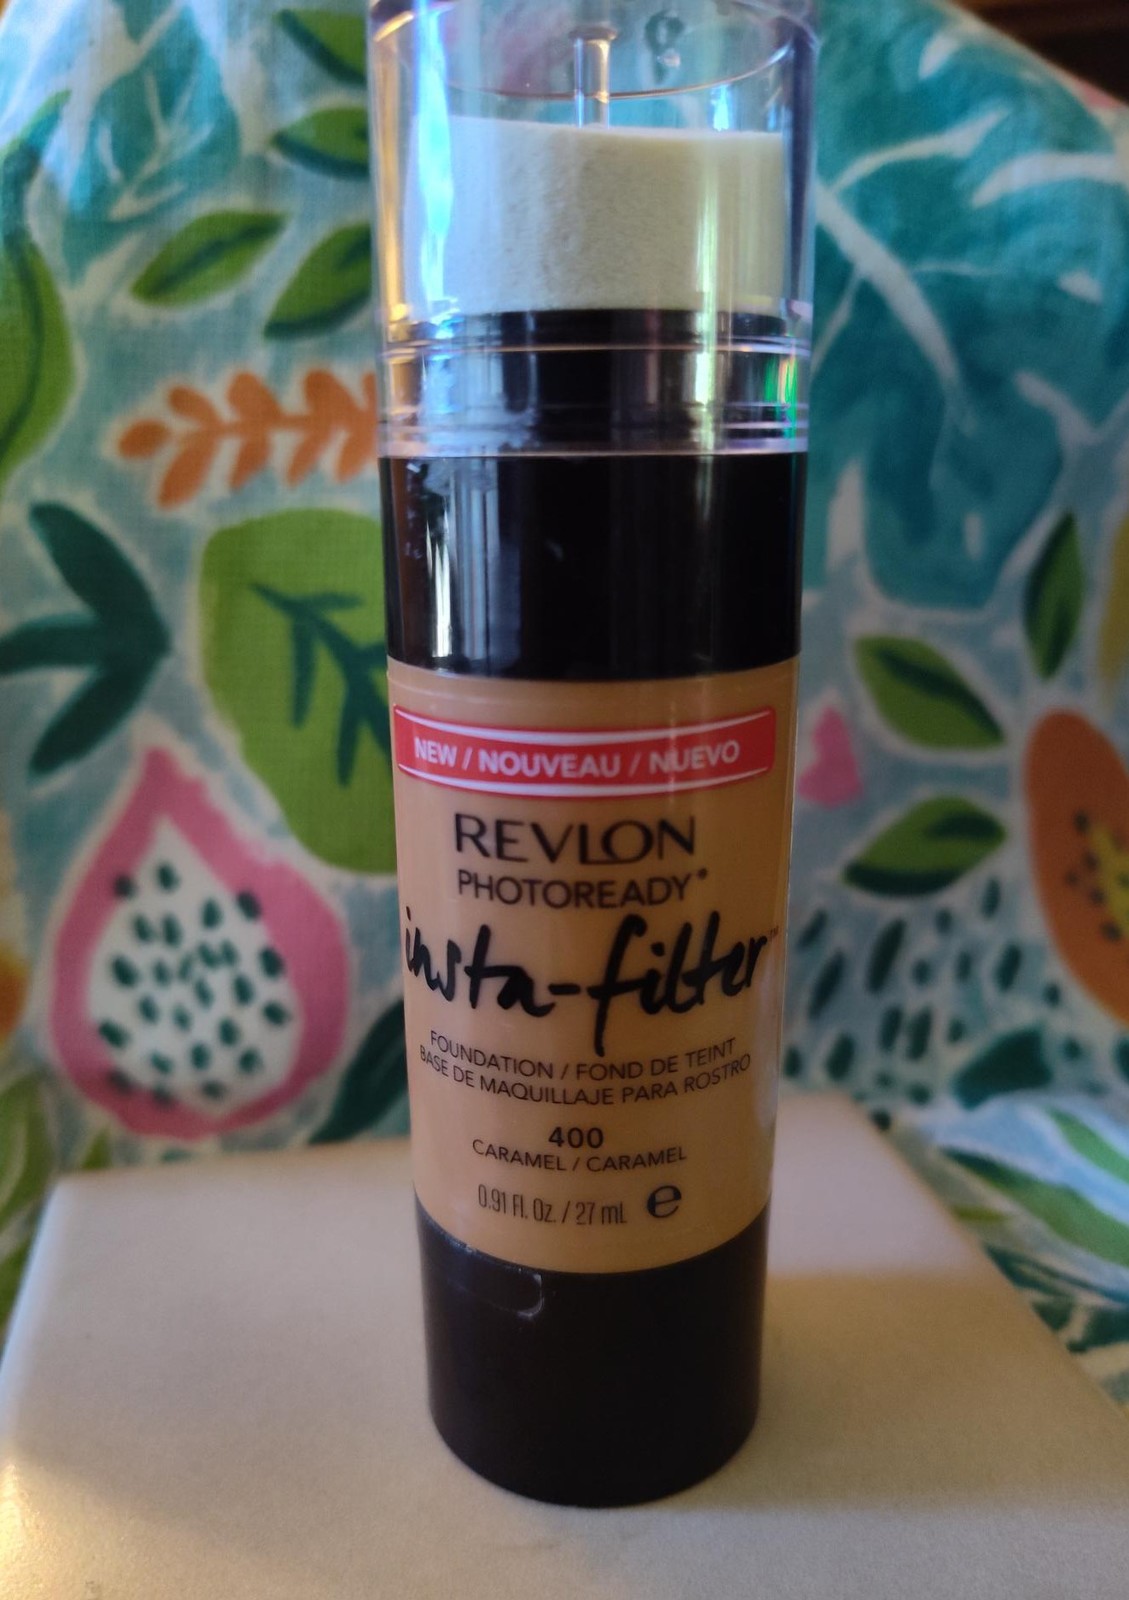 NEW / NOUVEAU / NUEVO
REVLON
PHOTOREADY®
insta-filter™
FOUNDATION / FOND DE TEINT
BASE DE MAQUILLAJE PARA ROSTRO
400
CARAMEL / CARAMEL
0.91 Fl. Oz. / 27 mL ℮